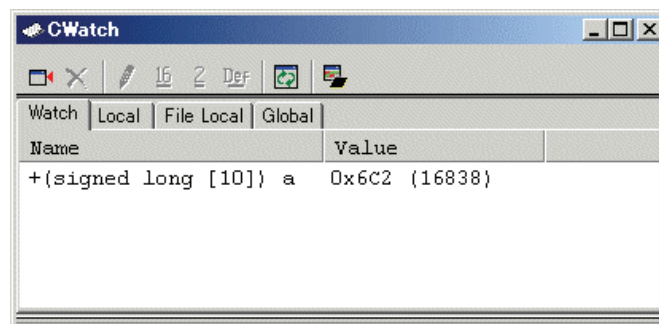 CWatch
16 2 Def
Watch Local File Local Global
Name Value
+(signed long [10]) a 0x6C2 (16838)